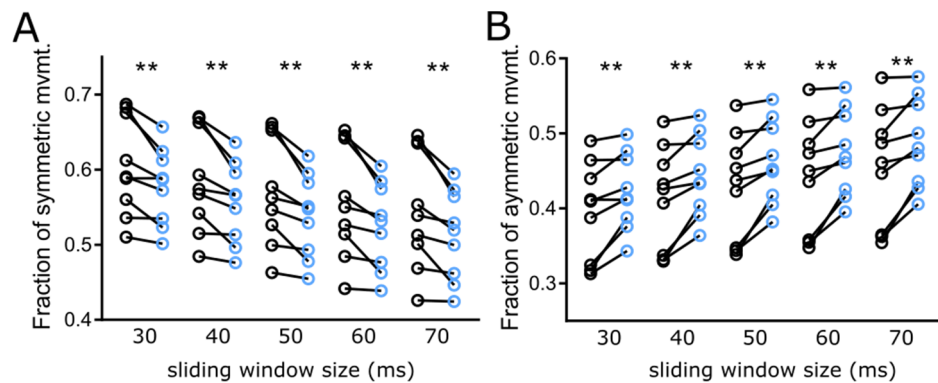 A
B
Fraction of symmetric mvmt.
** ** ** ** **
0.7
0.6
0.5
0.4
30 40 50 60 70
sliding window size (ms)
Fraction of aymetric mvmt.
** ** ** ** **
0.6
0.5
0.4
0.3
30 40 50 60 70
sliding window size (ms)